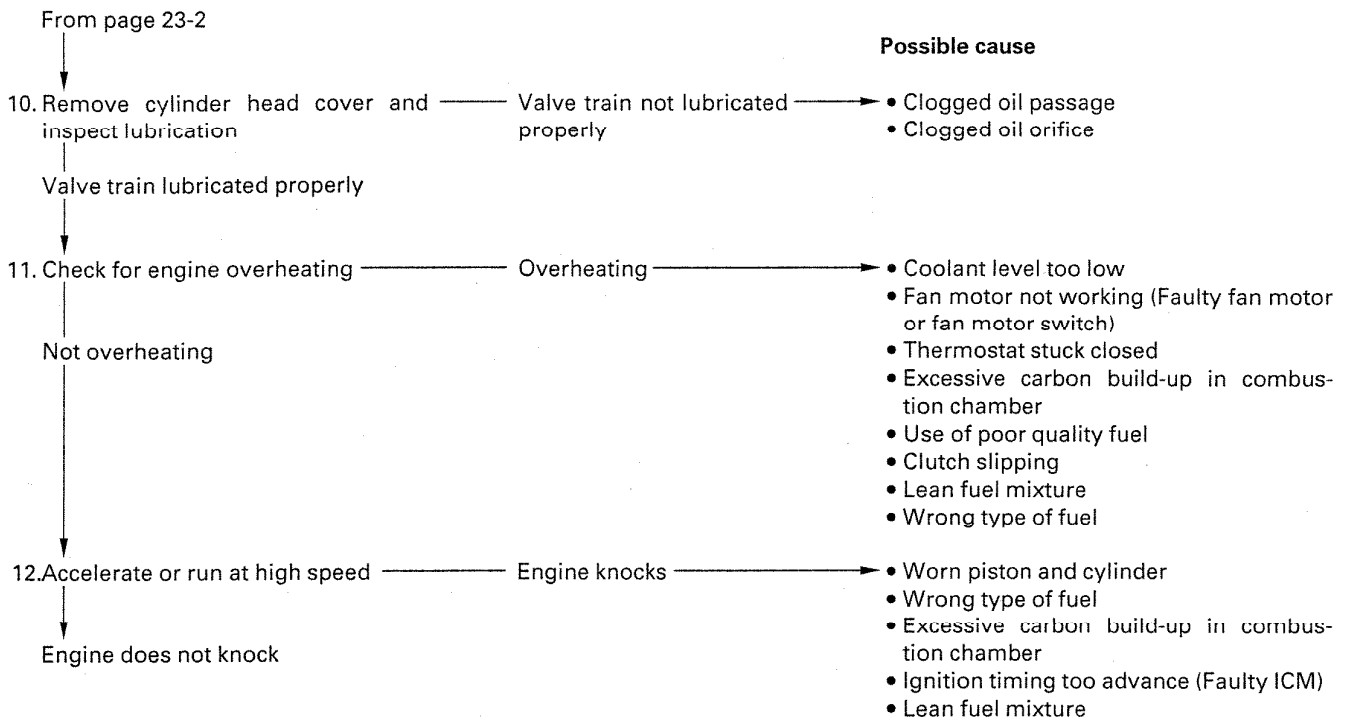 From page 23-2
Possible cause
10. Remove cylinder head cover and inspect lubrication
Valve train not lubricated properly
• Clogged oil passage
• Clogged oil orifice
Valve train lubricated properly
11. Check for engine overheating
Overheating
• Coolant level too low
• Fan motor not working (Faulty fan motor
or fan motor switch)
• Thermostat stuck closed
• Excessive carbon build-up in combus-
tion chamber
• Use of poor quality fuel
• Clutch slipping
• Lean fuel mixture
• Wrong type of fuel
Not overheating
12.Accelerate or run at high speed
Engine knocks
• Worn piston and cylinder
• Wrong type of fuel
• Excessive carbon build-up in combus-
tion chamber
• Ignition timing too advance (Faulty ICM)
• Lean fuel mixture
Engine does not knock